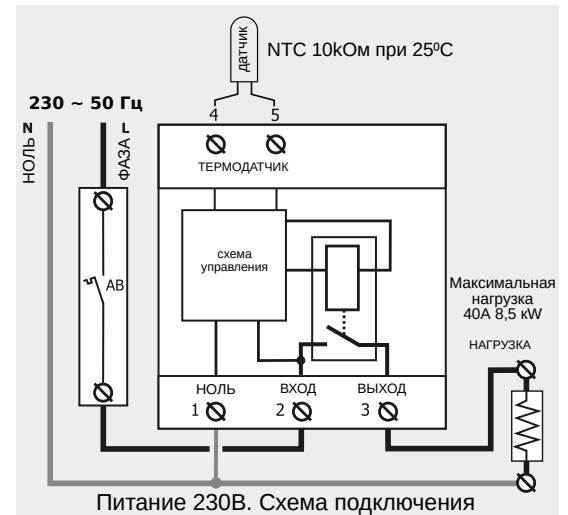 датчик
NTC 10kОм при 25⁰C
230 ~ 50 Гц
4
5
N
L
НОЛЬ
ФАЗА
ТЕРМОДАТЧИК
схема
управления
АВ
Максимальная
нагрузка
40А 8,5 kW
НАГРУЗКА
НОЛЬ
ВХОД
ВЫХОД
1
2
3
Питание 230В. Схема подключения